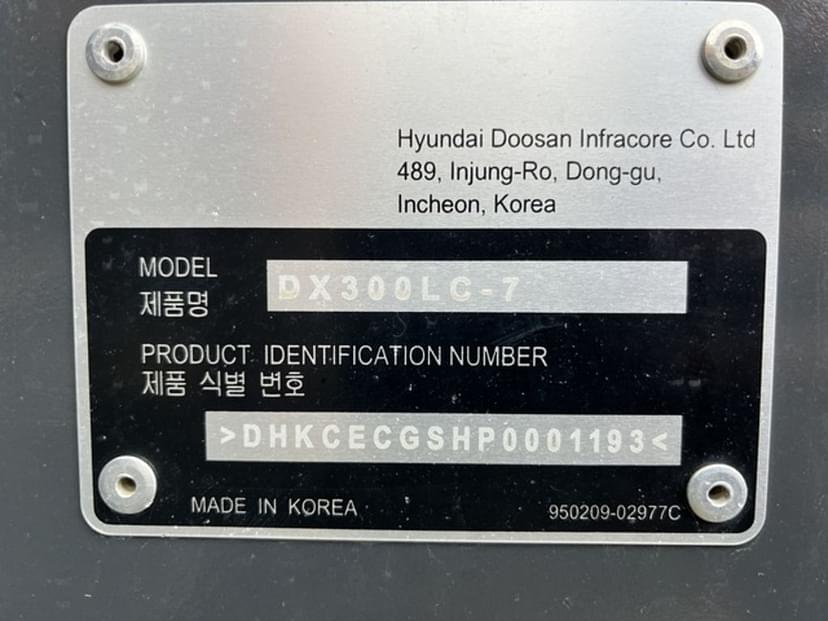 Hyundai Doosan Infracore Co. Ltd
489, Injung-Ro, Dong-gu,
Incheon, Korea
MODEL
제품명
DX300LC-7
PRODUCT IDENTIFICATION NUMBER
제품 식별 번호
>DHKCECGSHP0001193<
MADE IN KOREA
950209-02977C